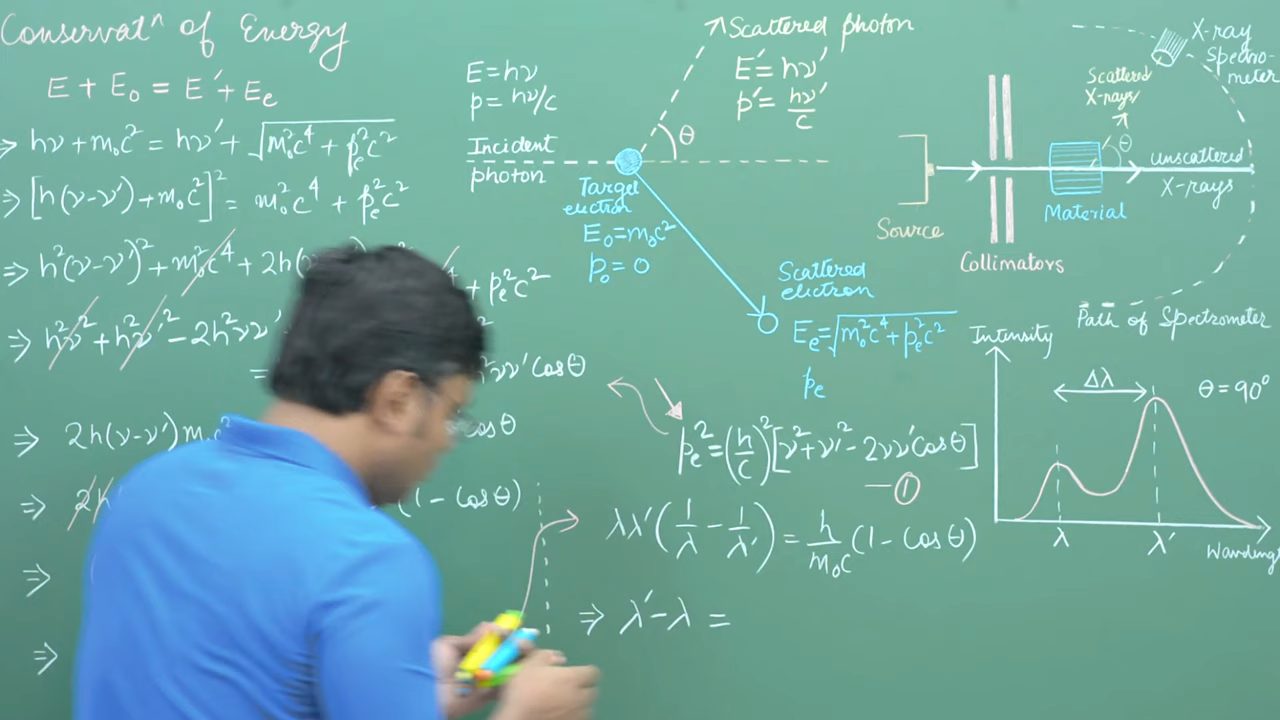 Conservatⁿ of Energy
E + E₀ = E' + Eₑ
⇒ hν + m₀c² = hν' + √(m₀²c⁴ + pₑ²c²)
⇒ [h(ν-ν') + m₀c²]² = m₀²c⁴ + pₑ²c²
⇒ h²(ν-ν')² + m₀²c⁴ + 2h(
+ pₑ²c²
⇒ h²ν² + h²ν'² - 2h²νν'
=
νν' Cosθ
⇒ 2h(ν-ν')m₀c²
Cosθ
⇒ 2h
(1 - Cosθ)
⇒
⇒
E = hν
p = hν/c
Incident
photon
Scattered photon
E' = hν'
p' = hν'/c
θ
Target
electron
E₀ = m₀c²
p₀ = 0
Scattered
electron
Eₑ = √(m₀²c⁴ + pₑ²c²)
pₑ
pₑ² = (h/c)² [ν² + ν'² - 2νν' Cosθ]
— ①
λλ' (1/λ - 1/λ') = h/m₀c (1 - Cosθ)
⇒ λ' - λ =
X-ray
Spectro-
meter
Scattered
X-rays
θ
unscattered
X-rays
Source
Collimators
Material
Path of Spectrometer
Intensity
Δλ
θ = 90°
λ
λ'